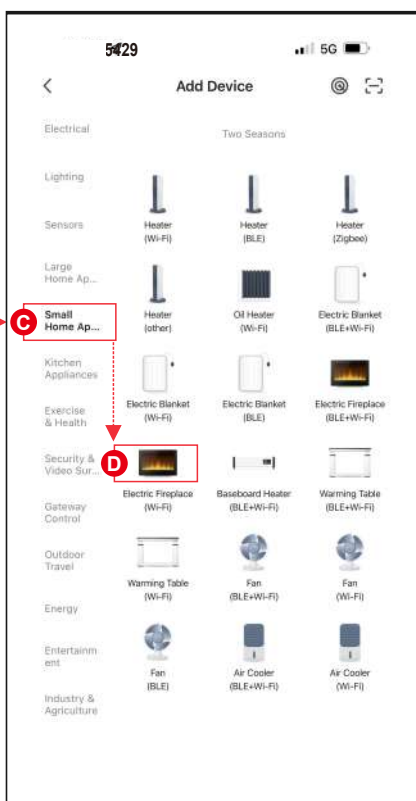 5429
5G
Add Device
Electrical
Lighting
Sensors
Large
Home Ap...
C
Small
Home Ap...
Kitchen
Appliances
Exercise
& Health
Security &
Video Sur...
Gateway
Control
Outdoor
Travel
Energy
Entertainm
ent
Industry &
Agriculture
Two Seasons
Heater
(Wi-Fi)
Heater
(BLE)
Heater
(Zigbee)
Heater
(other)
Oil Heater
(Wi-Fi)
Electric Blanket
(BLE+Wi-Fi)
Electric Blanket
(Wi-Fi)
Electric Blanket
(BLE)
Electric Fireplace
(BLE+Wi-Fi)
D
Electric Fireplace
(Wi-Fi)
Baseboard Heater
(BLE+Wi-Fi)
Warming Table
(BLE+Wi-Fi)
Warming Table
(Wi-Fi)
Fan
(BLE+Wi-Fi)
Fan
(Wi-Fi)
Fan
(BLE)
Air Cooler
(BLE+Wi-Fi)
Air Cooler
(Wi-Fi)